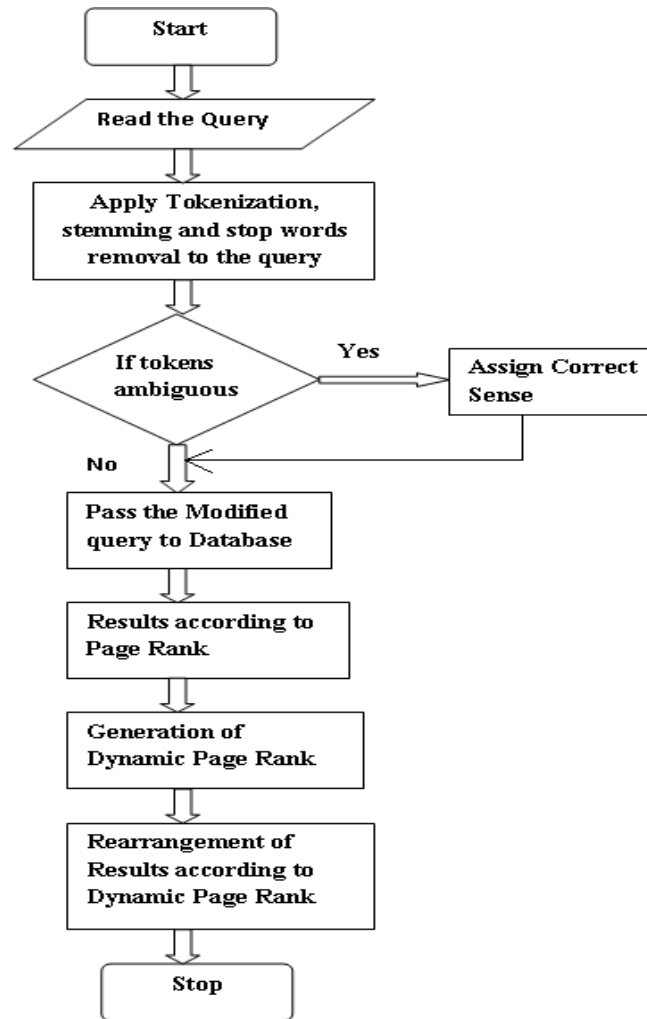 Start
Read the Query
Apply Tokenization,
stemming and stop words
removal to the query
If tokens
ambiguous
Yes
Assign Correct
Sense
No
Pass the Modified
query to Database
Results according to
Page Rank
Generation of
Dynamic Page Rank
Rearrangement of
Results according to
Dynamic Page Rank
Stop